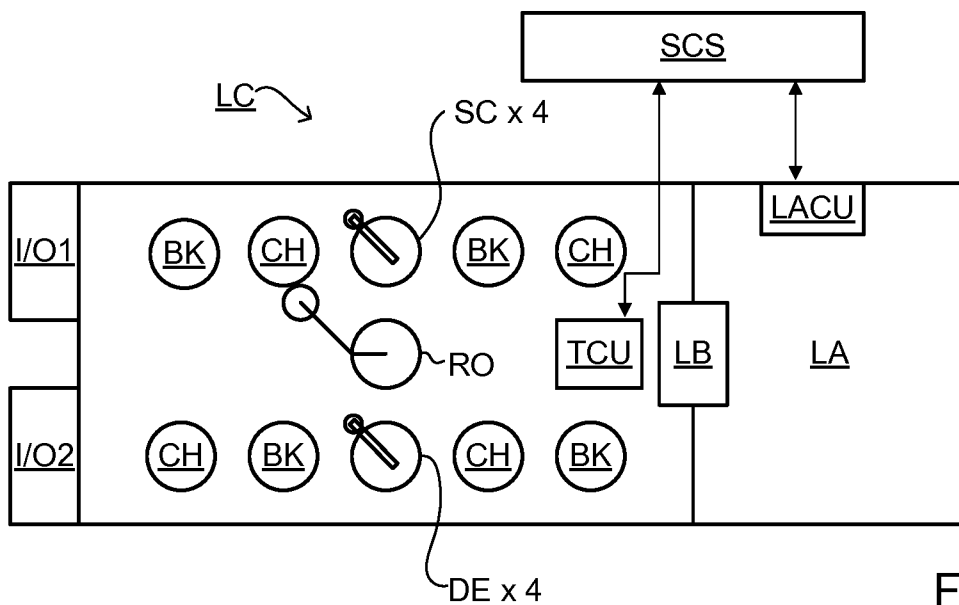 SCS
LC
SC x 4
LACU
I/O1
BK
CH
BK
CH
RO
TCU
LB
LA
I/O2
CH
BK
CH
BK
DE x 4
F